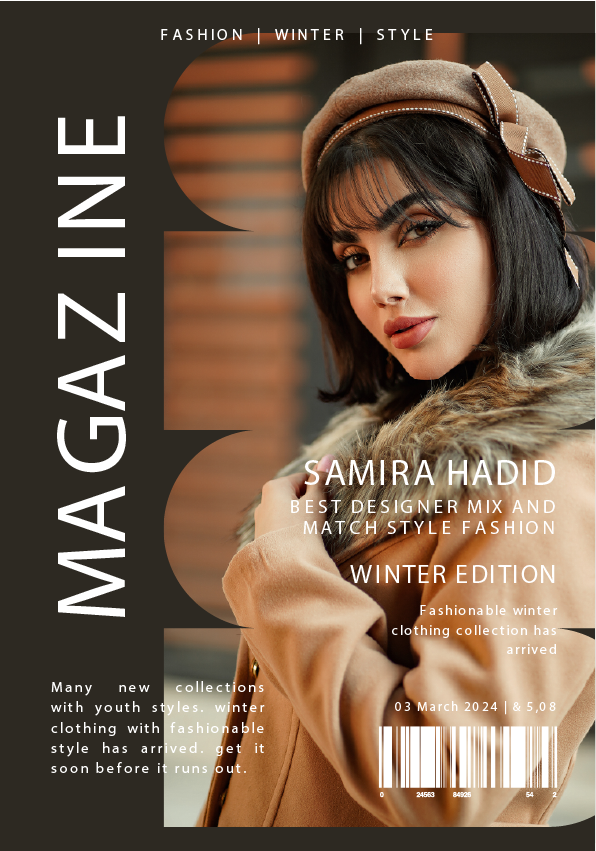 FASHION | WINTER | STYLE
MAGAZINE
SAMIRA HADID
BEST DESIGNER MIX AND
MATCH STYLE FASHION
WINTER EDITION
Fashionable winter
clothing collection has
arrived
Many new collections
with youth styles. winter
clothing with fashionable
style has arrived. get it
soon before it runs out.
03 March 2024 | & 5,08
0 24563 84926 54 2